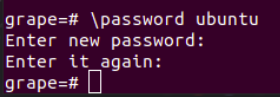 grape=# \password ubuntu
Enter new password:
Enter it again:
grape=#